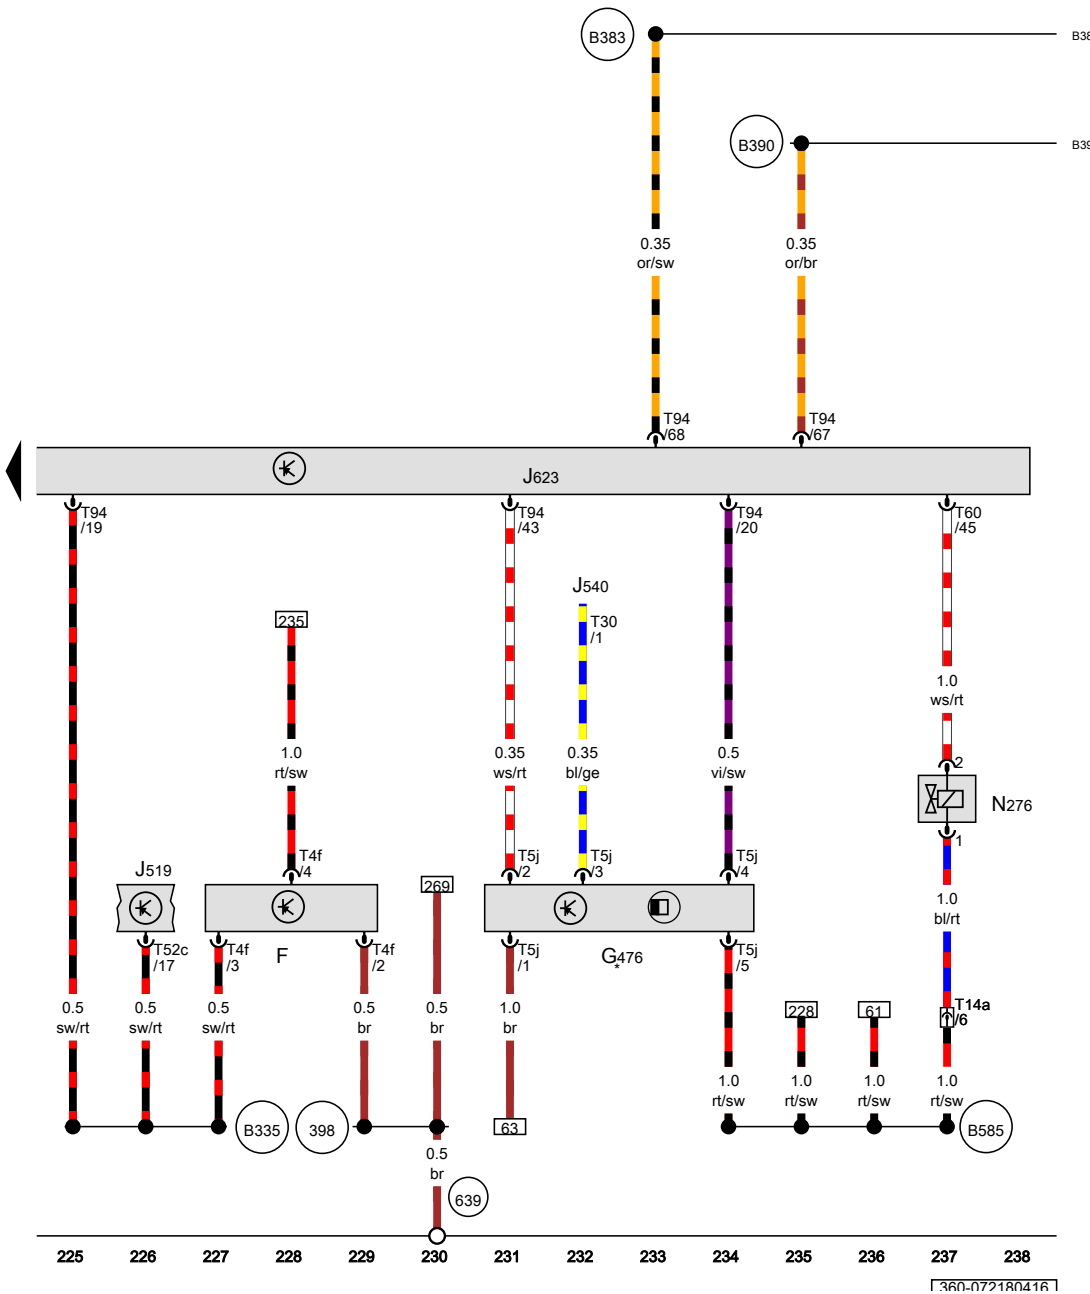 B383
B38
B390
B39
0.35
or/sw
0.35
or/br
T94
/68
T94
/67
J623
T94
/19
T94
/43
T94
/20
T60
/45
J540
T30
/1
235
1.0
rt/sw
0.35
ws/rt
0.35
bl/ge
0.5
vi/sw
1.0
ws/rt
2
N276
1
J519
T4f
/4
269
T5j
/2
T5j
/3
T5j
/4
1.0
bl/rt
T52c
/17
T4f
/3
F
T4f
/2
T5j
/1
G476
*
T5j
/5
T14a
/6
0.5
sw/rt
0.5
sw/rt
0.5
sw/rt
0.5
br
0.5
br
1.0
br
228
61
1.0
rt/sw
1.0
rt/sw
1.0
rt/sw
1.0
rt/sw
B335
398
63
B585
0.5
br
639
225 226 227 228 229 230 231 232 233 234 235 236 237 238
360-072180416